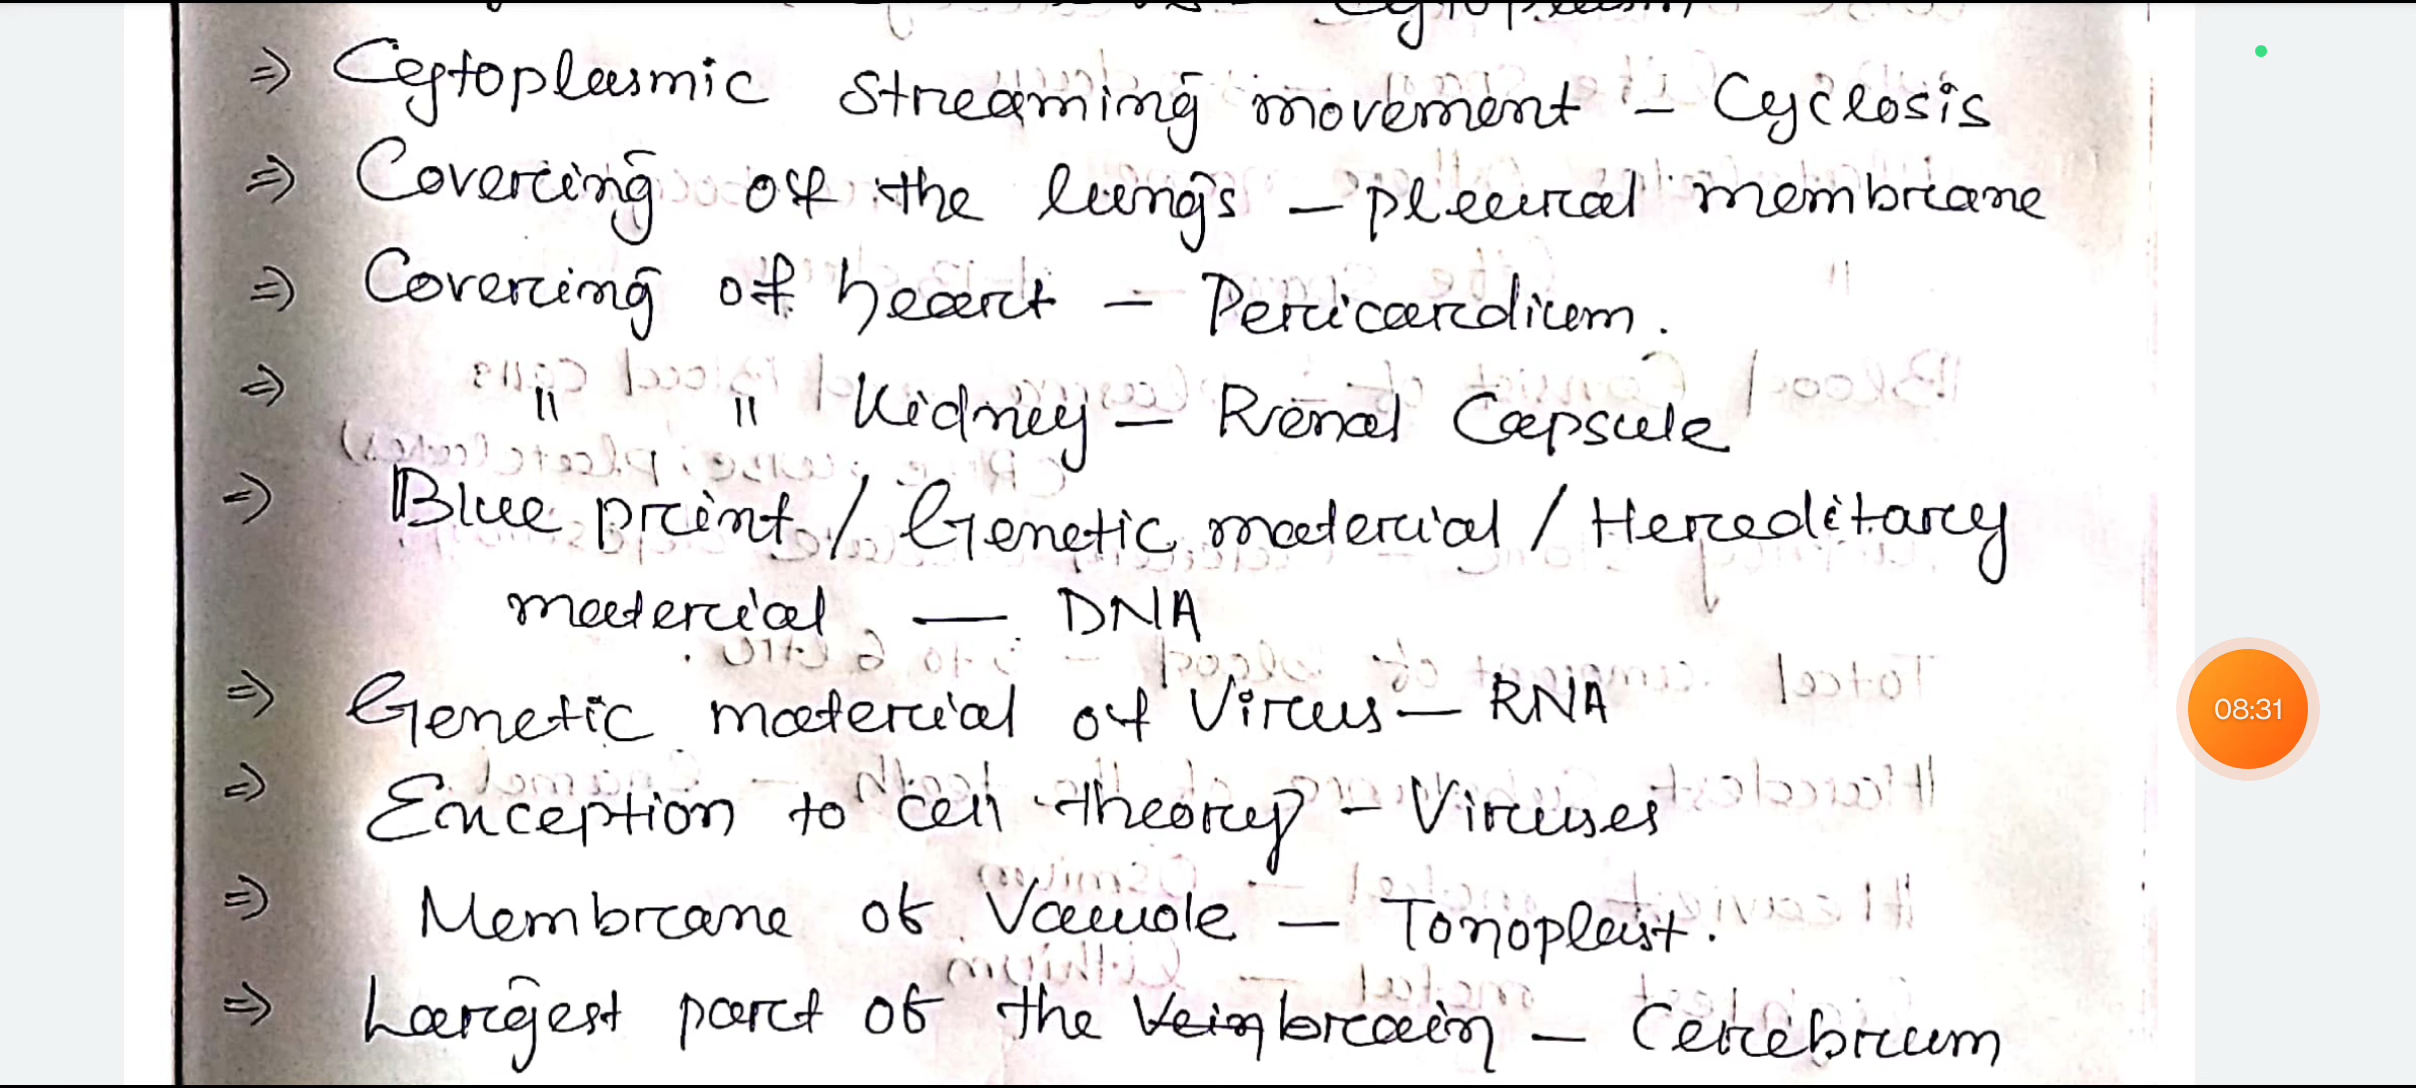 ⇒ Cytoplasmic streaming movement – Cyclosis
⇒ Covering of the lungs – pleural membrane
⇒ Covering of heart – Pericardium.
⇒ " " Kidney – Renal Capsule
⇒ Blue print / Genetic material / Hereditary
material — DNA
⇒ Genetic material of Virus – RNA
⇒ Exception to cell theory – Viruses
⇒ Membrane of Vacuole – Tonoplast.
⇒ Largest part of the brain – Cerebrum
08:31